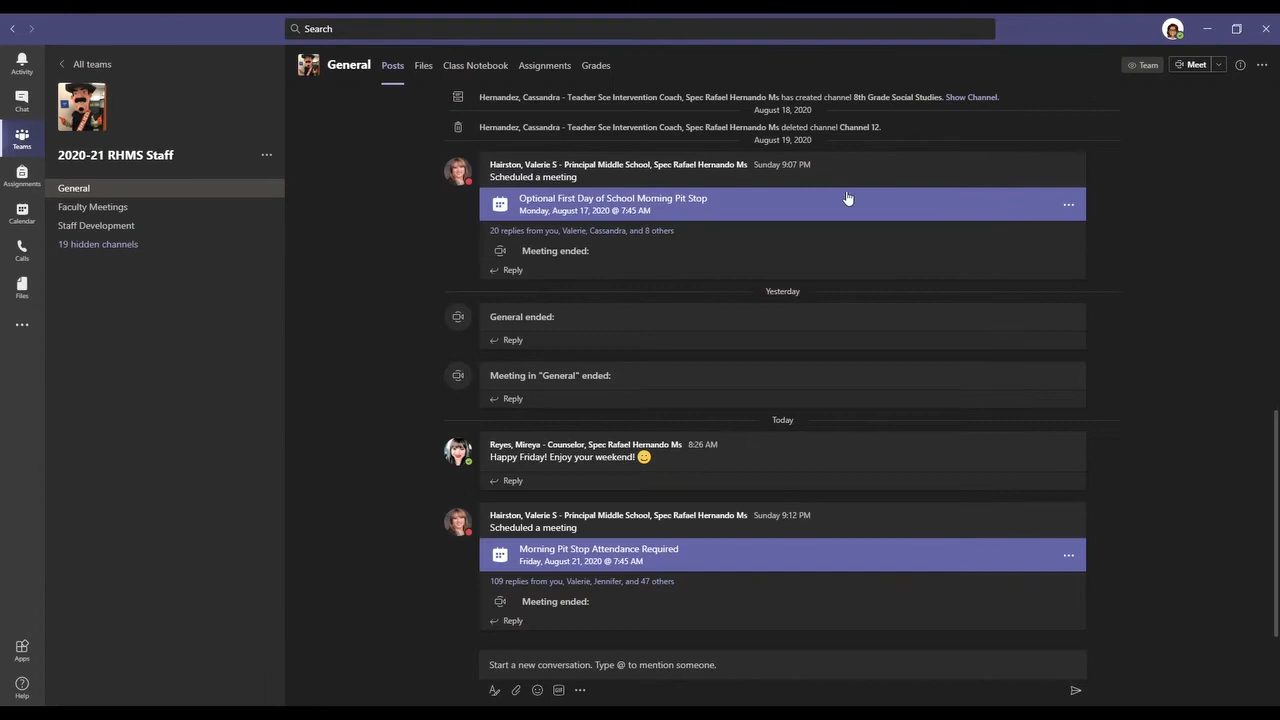 Search
Activity
Chat
Teams
Assignments
Calendar
Calls
Files
Apps
Help
All teams
2020-21 RHMS Staff
General
Faculty Meetings
Staff Development
19 hidden channels
General
Posts
Files
Class Notebook
Assignments
Grades
Team
Meet
Hernandez, Cassandra - Teacher Sce Intervention Coach, Spec Rafael Hernando Ms has created channel 8th Grade Social Studies. Show Channel.
August 18, 2020
Hernandez, Cassandra - Teacher Sce Intervention Coach, Spec Rafael Hernando Ms deleted channel Channel 12.
August 19, 2020
Hairston, Valerie S - Principal Middle School, Spec Rafael Hernando Ms Sunday 9:07 PM
Scheduled a meeting
Optional First Day of School Morning Pit Stop
Monday, August 17, 2020 @ 7:45 AM
20 replies from you, Valerie, Cassandra, and 8 others
Meeting ended:
Reply
Yesterday
General ended:
Reply
Meeting in "General" ended:
Reply
Today
Reyes, Mireya - Counselor, Spec Rafael Hernando Ms 8:26 AM
Happy Friday! Enjoy your weekend! 😊
Reply
Hairston, Valerie S - Principal Middle School, Spec Rafael Hernando Ms Sunday 9:12 PM
Scheduled a meeting
Morning Pit Stop Attendance Required
Friday, August 21, 2020 @ 7:45 AM
109 replies from you, Valerie, Jennifer, and 47 others
Meeting ended:
Reply
Start a new conversation. Type @ to mention someone.
GIF